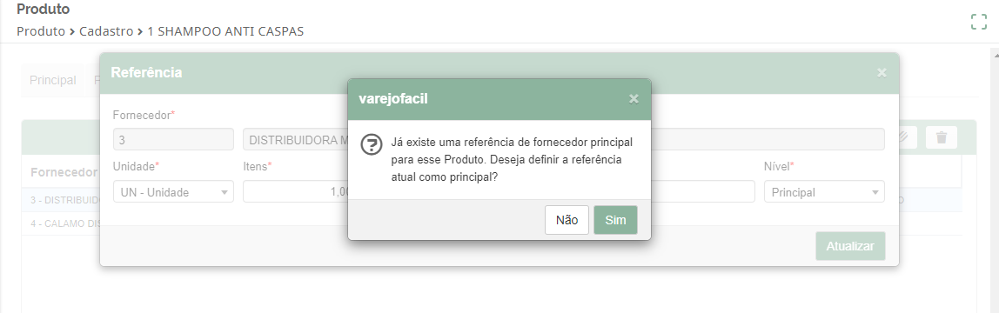 Produto
Produto > Cadastro > 1 SHAMPOO ANTI CASPAS
Principal
Referência ×
varejofacil ×
Fornecedor*
3 DISTRIBUIDORA M
Já existe uma referência de fornecedor principal
para esse Produto. Deseja definir a referência
atual como principal?
Unidade* Itens* Nível*
UN - Unidade 1,00 Principal
Não Sim
Fornecedor
3 - DISTRIBUID
4 - CALAMO DIS
Atualizar